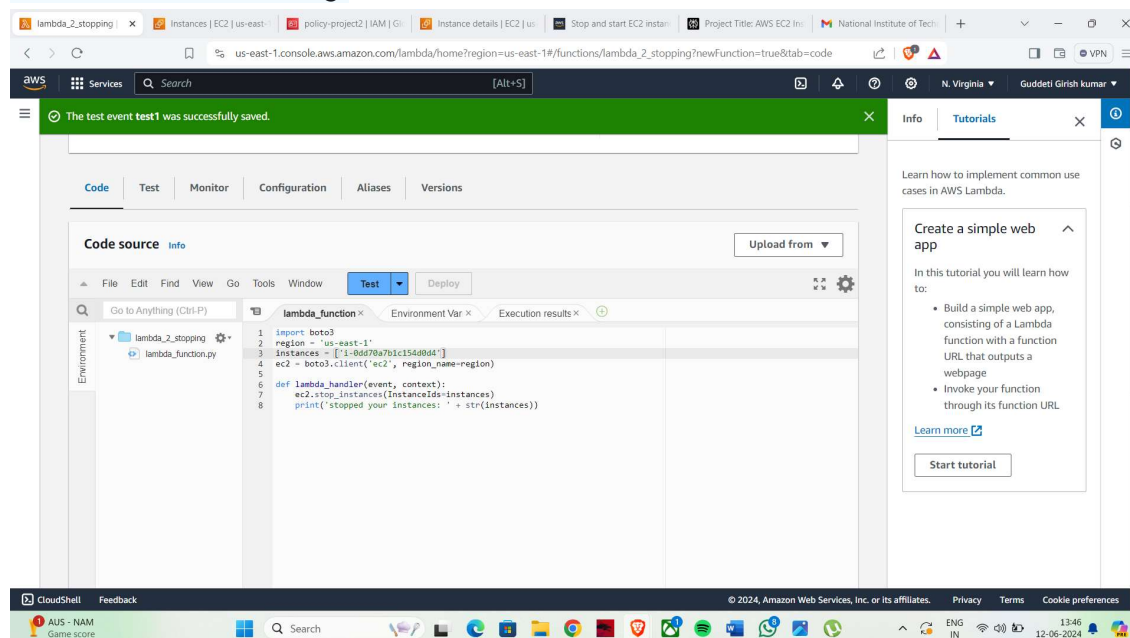 lambda_2_stopping |
Instances | EC2 | us-east-1
policy-project2 | IAM | Gl
Instance details | EC2 | us
Stop and start EC2 instan
Project Title: AWS EC2 Ins
National Institute of Tech
us-east-1.console.aws.amazon.com/lambda/home?region=us-east-1#/functions/lambda_2_stopping?newFunction=true&tab=code
VPN
aws
Services
Search
[Alt+S]
N. Virginia ▼
Guddeti Girish kumar ▼
The test event test1 was successfully saved.
Info
Tutorials
Code
Test
Monitor
Configuration
Aliases
Versions
Code source Info
Upload from ▼
File Edit Find View Go Tools Window
Test
Deploy
Go to Anything (Ctrl-P)
lambda_function ×
Environment Var ×
Execution results ×
Environment
lambda_2_stopping
lambda_function.py
1 import boto3
2 region = 'us-east-1'
3 instances = ['i-0dd70a7b1c154d0d4']
4 ec2 = boto3.client('ec2', region_name=region)
5
6 def lambda_handler(event, context):
7 ec2.stop_instances(InstanceIds=instances)
8 print('stopped your instances: ' + str(instances))
Learn how to implement common use
cases in AWS Lambda.
Create a simple web
app
In this tutorial you will learn how
to:
• Build a simple web app,
consisting of a Lambda
function with a function
URL that outputs a
webpage
• Invoke your function
through its function URL
Learn more
Start tutorial
CloudShell
Feedback
© 2024, Amazon Web Services, Inc. or its affiliates.
Privacy
Terms
Cookie preferences
AUS - NAM
Game score
Search
ENG
IN
13:46
12-06-2024